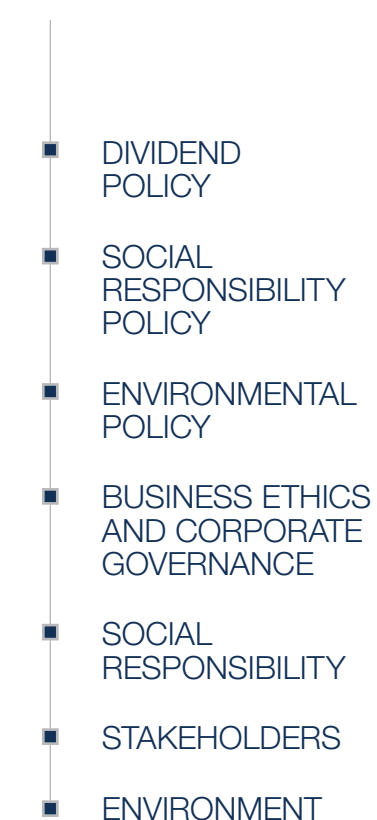 DIVIDEND
POLICY
SOCIAL
RESPONSIBILITY
POLICY
ENVIRONMENTAL
POLICY
BUSINESS ETHICS
AND CORPORATE
GOVERNANCE
SOCIAL
RESPONSIBILITY
STAKEHOLDERS
ENVIRONMENT